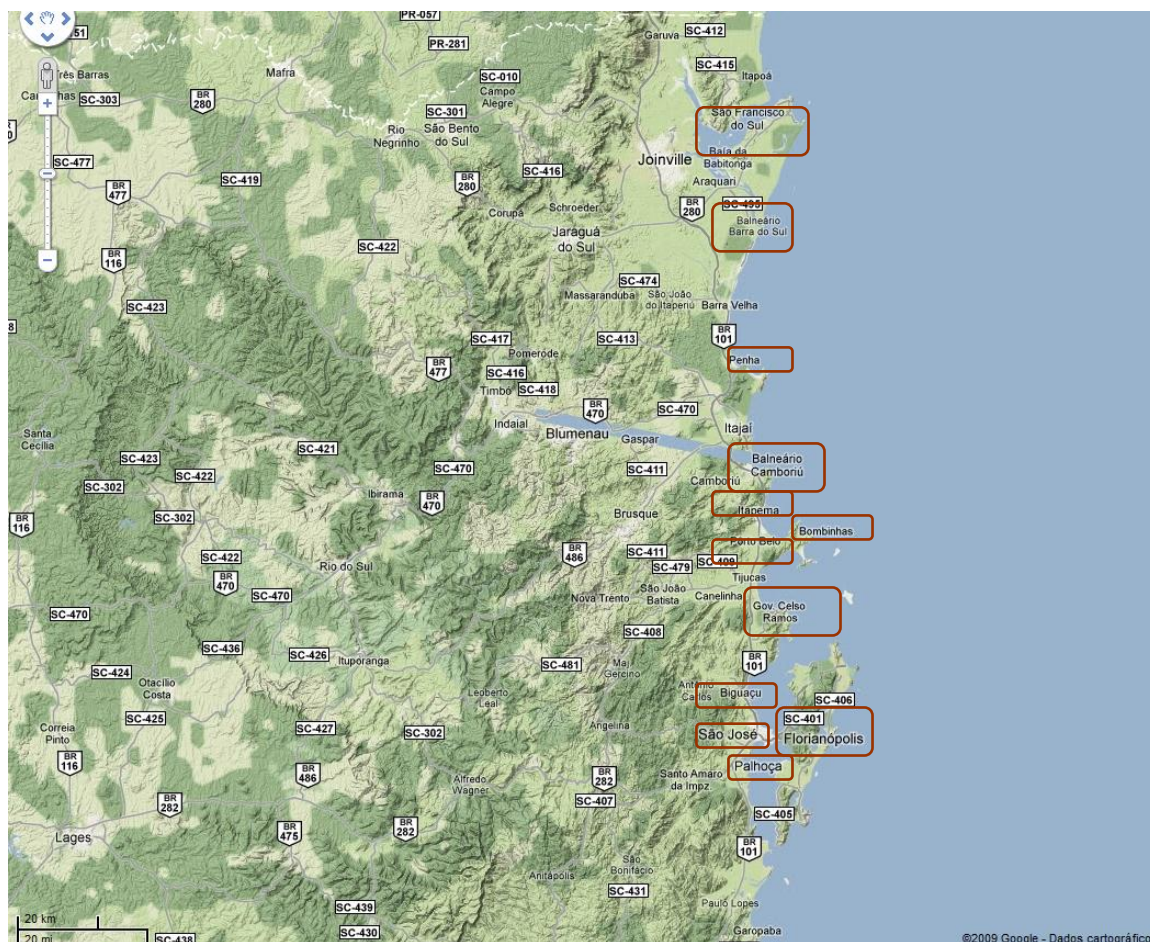 PR-057
51
SC-412
Garuva
PR-281
SC-415
Três Barras
Mafra
SC-010
Itapoá
Campo
Alegre
SC-303
BR
280
SC-301
São Francisco
do Sul
Rio
Negrinho
São Bento
do Sul
Baía da
Babitonga
Joinville
SC-477
SC-416
SC-419
Araquari
BR
477
BR
280
BR
280
SC-495
Corupá
Schroeder
Balneário
Barra do Sul
Jaraguá
do Sul
SC-422
BR
116
SC-474
Massaranduba
São João
do Itaperiú
Barra Velha
SC-423
8
SC-417
SC-413
BR
101
Pomerode
Penha
BR
477
SC-416
Timbó
SC-418
BR
470
SC-470
Indaial
Blumenau
Gaspar
Itajaí
Santa
Cecília
SC-421
SC-423
SC-422
SC-470
SC-411
Balneário
Camboriú
Camboriú
SC-302
Ibirama
BR
470
Itapema
Brusque
BR
116
SC-302
Bombinhas
Porto Belo
BR
486
SC-411
SC-409
SC-422
Rio do Sul
SC-479
Tijucas
BR
470
SC-470
Nova Trento
São João
Batista
Canelinha
Gov. Celso
Ramos
SC-470
SC-408
SC-436
SC-426
Ituporanga
SC-481
Maj.
Gercino
BR
101
SC-424
Otacílio
Costa
Leoberto
Leal
Antônio
Carlos
Biguaçu
SC-406
SC-425
SC-401
Correia
Pinto
SC-427
SC-302
Angelina
São José
Florianópolis
BR
116
BR
486
Alfredo
Wagner
BR
282
Santo Amaro
da Impz.
Palhoça
BR
282
SC-407
SC-405
Lages
BR
475
BR
282
BR
101
São
Bonifácio
Anitápolis
SC-431
SC-439
Paulo Lopes
20 km
SC-430
Garopaba
20 mi
SC-438
©2009 Google - Dados cartográfico